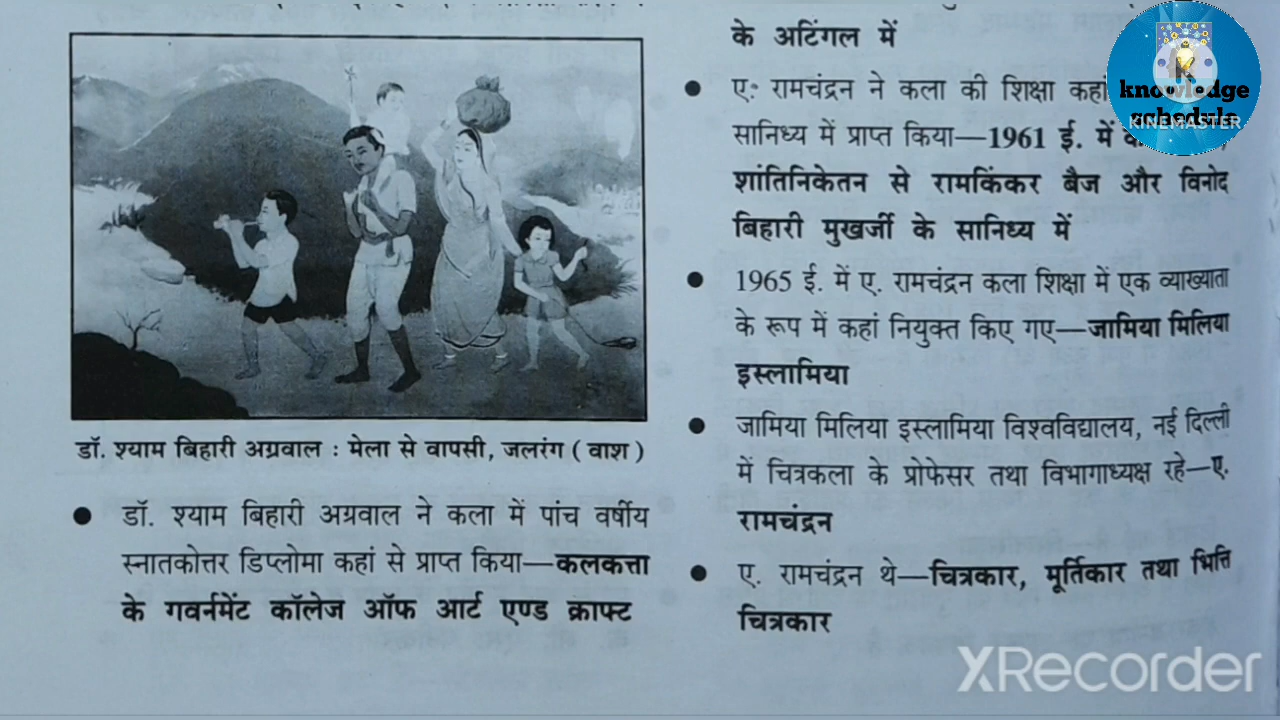 डॉ. श्याम बिहारी अग्रवाल : मेला से वापसी, जलरंग ( वाश )
● डॉ. श्याम बिहारी अग्रवाल ने कला में पांच वर्षीय
स्नातकोत्तर डिप्लोमा कहां से प्राप्त किया—कलकत्ता
के गवर्नमेंट कॉलेज ऑफ आर्ट एण्ड क्राफ्ट
के अटिंगल में
● ए. रामचंद्रन ने कला की शिक्षा कहां
सानिध्य में प्राप्त किया—1961 ई. में
शांतिनिकेतन से रामकिंकर बैज और विनोद
बिहारी मुखर्जी के सानिध्य में
● 1965 ई. में ए. रामचंद्रन कला शिक्षा में एक व्याख्याता
के रूप में कहां नियुक्त किए गए—जामिया मिलिया
इस्लामिया
● जामिया मिलिया इस्लामिया विश्वविद्यालय, नई दिल्ली
में चित्रकला के प्रोफेसर तथा विभागाध्यक्ष रहे—ए.
रामचंद्रन
● ए. रामचंद्रन थे—चित्रकार, मूर्तिकार तथा भित्ति
चित्रकार
knowledge
schedule
KINEMASTER
XRecorder